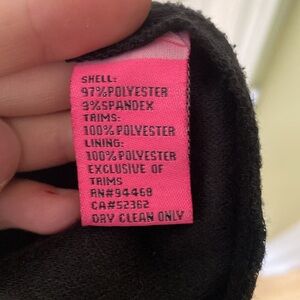 SHELL:
97%POLYESTER
3%SPANDEX
TRIMS:
100%POLYESTER
LINING:
100%POLYESTER
EXCLUSIVE OF
TRIMS
RN#94468
CA#52362
DRY CLEAN ONLY